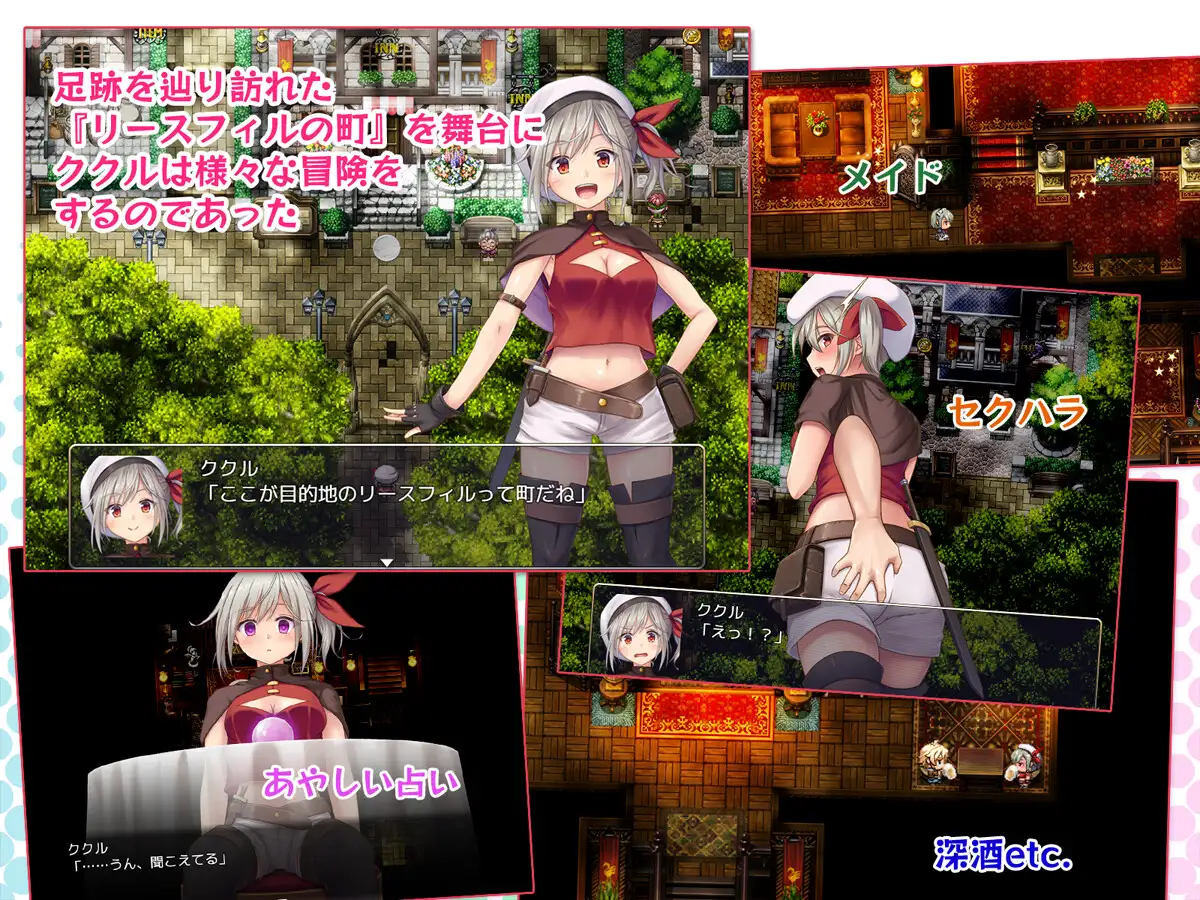 足跡を辿り訪れた
『リースフィルの町』を舞台に
ククルは様々な冒険を
するのであった
INN
INN
ククル
「ここが目的地のリースフィルって町だね」
メイド
セクハラ
INN
ククル
「えっ!?」
あやしい占い
ククル
「……うん、聞こえてる」
深酒etc.